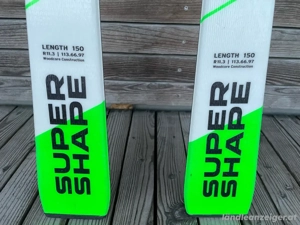 LENGTH 150
R11.3 | 113.66.97
Woodcore Construction
SUPER
SHAPE
LENGTH 150
R11.3 | 113.66.97
Woodcore Construction
SUPER
SHAPE
landleanzeiger.at